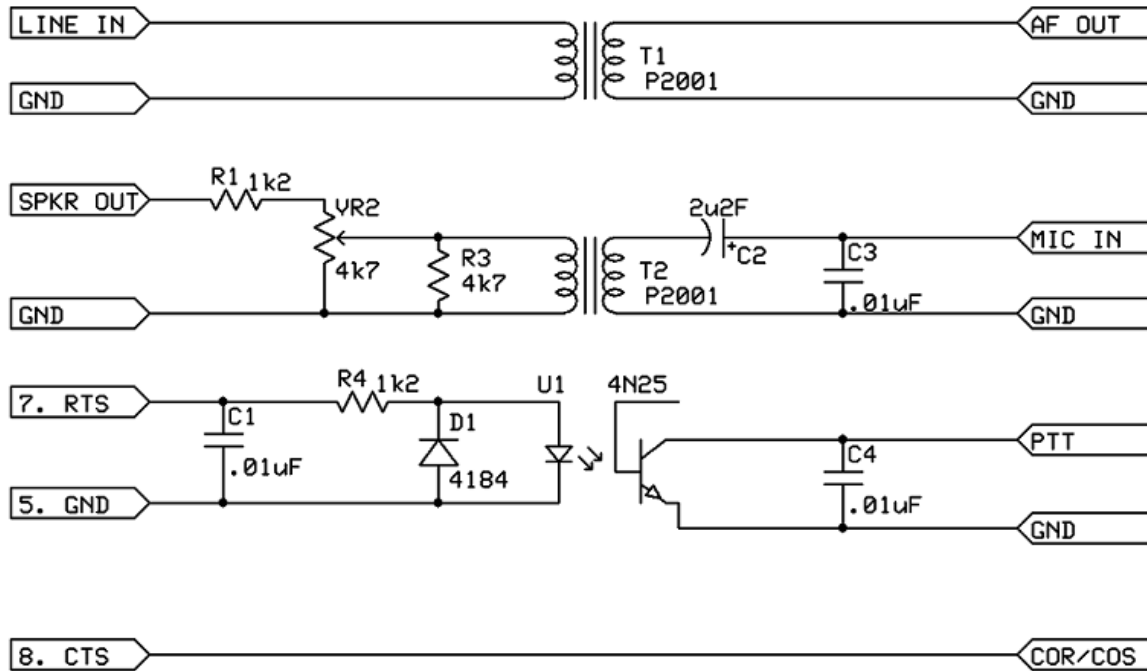 LINE IN
AF OUT
T1
P2001
GND
GND
R1 1k2
SPKR OUT
VR2
2u2F
MIC IN
+C2
C3
R3
4k7
4k7
T2
P2001
.01uF
GND
GND
R4 1k2
U1
4N25
7. RTS
C1
D1
PTT
C4
.01uF
4184
5. GND
.01uF
GND
8. CTS
COR/COS